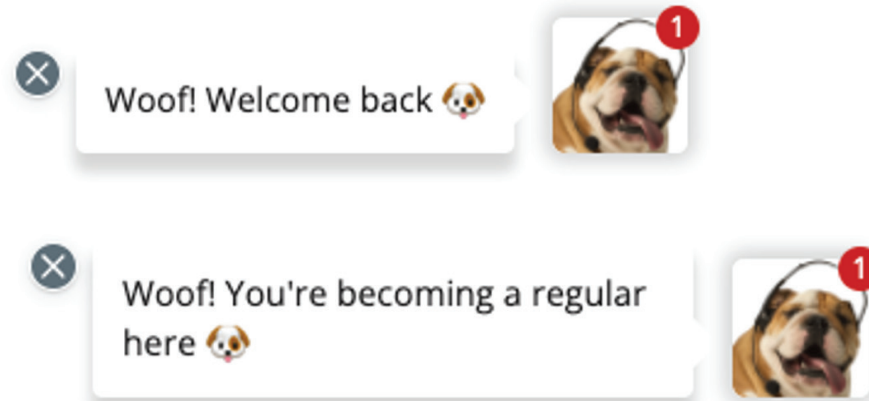 1
Woof! Welcome back 🐶
1
Woof! You're becoming a regular
here 🐶